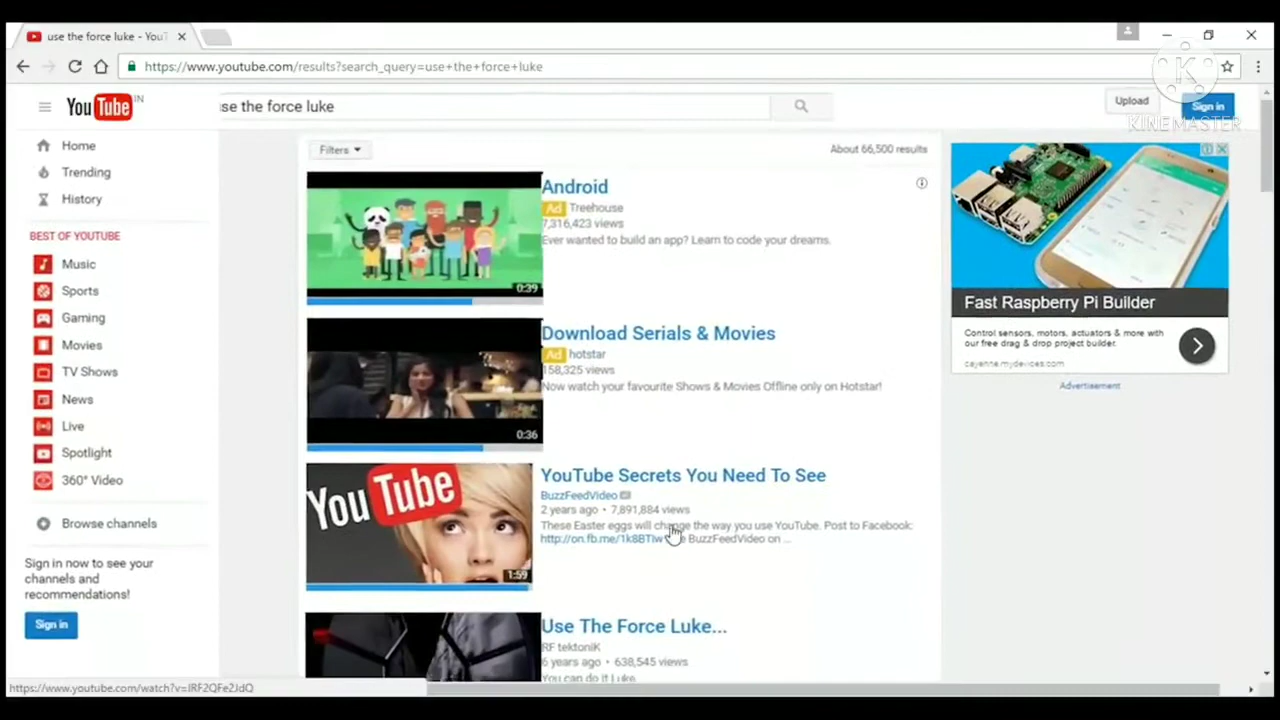 use the force luke - YouT
https://www.youtube.com/results?search_query=use+the+force+luke
YouTube IN
se the force luke
Upload
Sign in
KINEMASTER
Home
Trending
History
BEST OF YOUTUBE
Music
Sports
Gaming
Movies
TV Shows
News
Live
Spotlight
360° Video
Browse channels
Sign in now to see your
channels and
recommendations!
Sign in
Filters
About 66,500 results
Android
Ad Treehouse
7,316,423 views
Ever wanted to build an app? Learn to code your dreams.
0:39
Download Serials & Movies
Ad hotstar
158,325 views
Now watch your favourite Shows & Movies Offline only on Hotstar!
0:36
YouTube
YouTube Secrets You Need To See
BuzzFeedVideo
2 years ago • 7,891,884 views
These Easter eggs will change the way you use YouTube. Post to Facebook:
BuzzFeedVideo on ...
1:59
Use The Force Luke...
RF tektoniK
6 years ago • 638,545 views
You can do it Luke.
Fast Raspberry Pi Builder
Control sensors, motors, actuators & more with
our free drag & drop project builder.
cayenne.mydevices.com
Advertisement